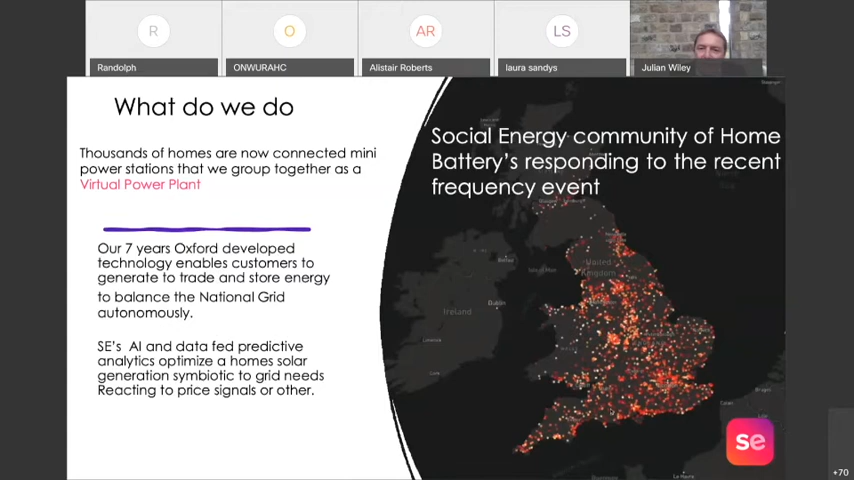 R
O
AR
LS
Randolph
ONWURAHC
Alistair Roberts
laura sandys
Julian Wiley
What do we do
Thousands of homes are now connected mini
power stations that we group together as a
Virtual Power Plant
Our 7 years Oxford developed
technology enables customers to
generate to trade and store energy
to balance the National Grid
autonomously.
SE's AI and data fed predictive
analytics optimize a homes solar
generation symbiotic to grid needs
Reacting to price signals or other.
Social Energy community of Home
Battery's responding to the recent
frequency event
United
Kingdom
Ireland
Dublin
se
+70